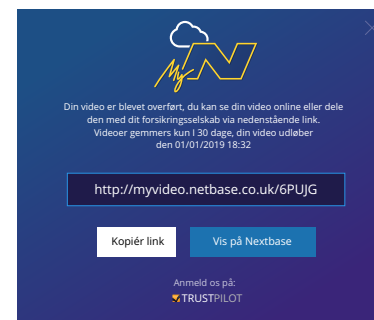 My N
Din video er blevet overført, du kan se din video online eller dele
den med dit forsikringsselskab via nedenstående link.
Videoer gemmers kun I 30 dage, din video udløber
den 01/01/2019 18:32
http://myvideo.netbase.co.uk/6PUJG
Kopiér link
Vis på Nextbase
Anmeld os på:
TRUSTPILOT